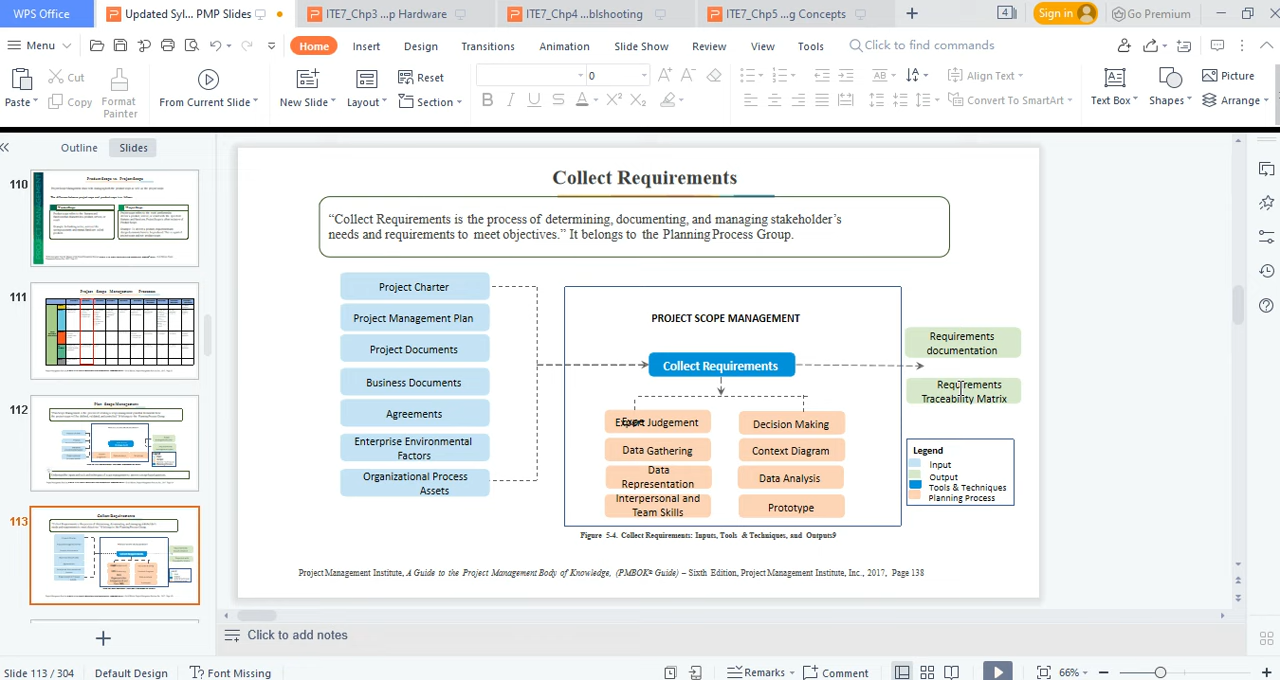 WPS Office
Updated Syl... PMP Slides
ITE7_Chp3 ...p Hardware
ITE7_Chp4 ...blshooting
ITE7_Chp5 ...g Concepts
4
Sign in
Go Premium
Menu
Home
Insert
Design
Transitions
Animation
Slide Show
Review
View
Tools
Click to find commands
Paste
Cut
Copy
Format
Painter
From Current Slide
New Slide
Layout
Reset
Section
0
B I U S A X² X₂
AB
Align Text
Convert To SmartArt
Text Box
Shapes
Picture
Arrange
Outline
Slides
110
111
112
113
Collect Requirements
“Collect Requirements is the process of determining, documenting, and managing stakeholder’s
needs and requirements to meet objectives.” It belongs to the Planning Process Group.
Project Charter
Project Management Plan
Project Documents
Business Documents
Agreements
Enterprise Environmental
Factors
Organizational Process
Assets
PROJECT SCOPE MANAGEMENT
Collect Requirements
Expert Judgement
Data Gathering
Data
Representation
Interpersonal and
Team Skills
Decision Making
Context Diagram
Data Analysis
Prototype
Requirements
documentation
Requirements
Traceability Matrix
Legend
Input
Output
Tools & Techniques
Planning Process
Figure 5-4. Collect Requirements: Inputs, Tools & Techniques, and Outputs9
Project Management Institute, A Guide to the Project Management Body of Knowledge, (PMBOK® Guide) – Sixth Edition, Project Management Institute, Inc., 2017, Page 138
Click to add notes
Slide 113 / 304
Default Design
Font Missing
Remarks
Comment
66%